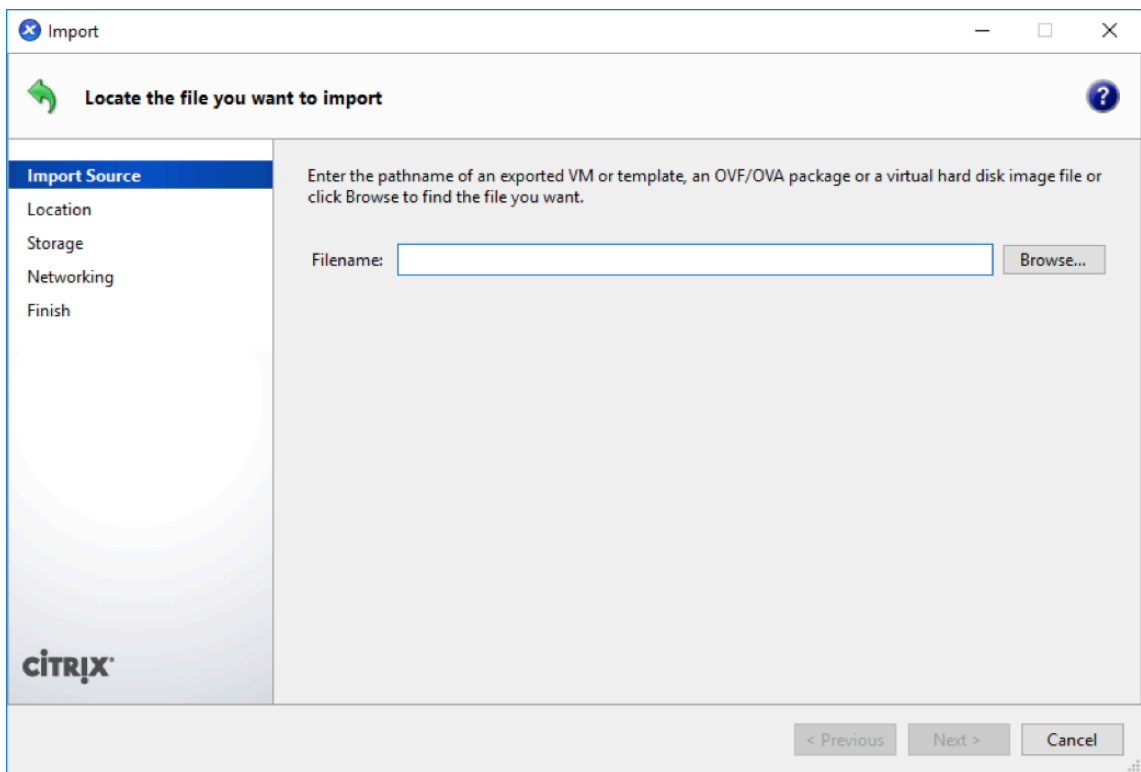 Import
Locate the file you want to import
?
Import Source
Location
Storage
Networking
Finish
Enter the pathname of an exported VM or template, an OVF/OVA package or a virtual hard disk image file or
click Browse to find the file you want.
Filename:
Browse...
CİTRIX
< Previous
Next >
Cancel